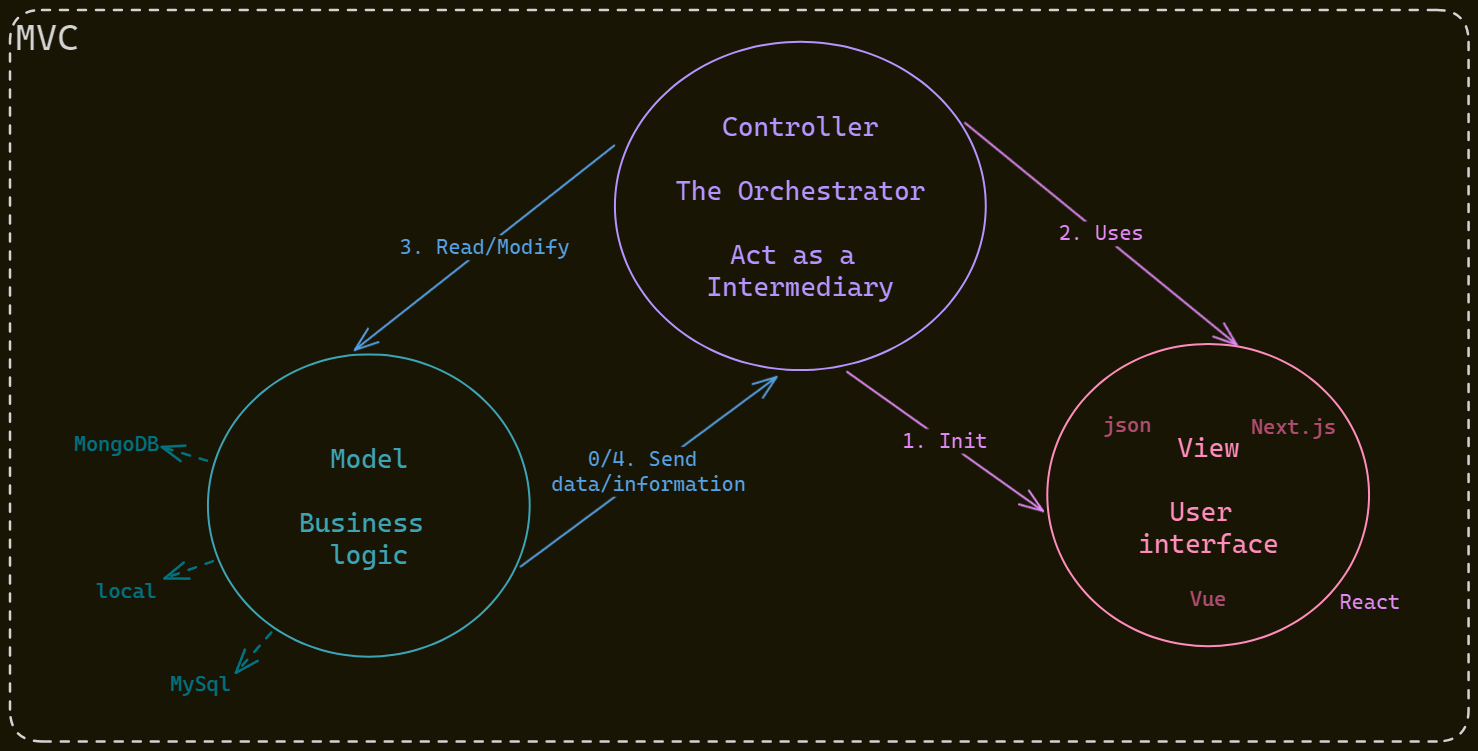 MVC
Controller
The Orchestrator
Act as a
Intermediary
3. Read/Modify
2. Uses
0/4. Send
data/information
1. Init
MongoDB
local
MySql
Model
Business
logic
json
Next.js
View
User
interface
Vue
React